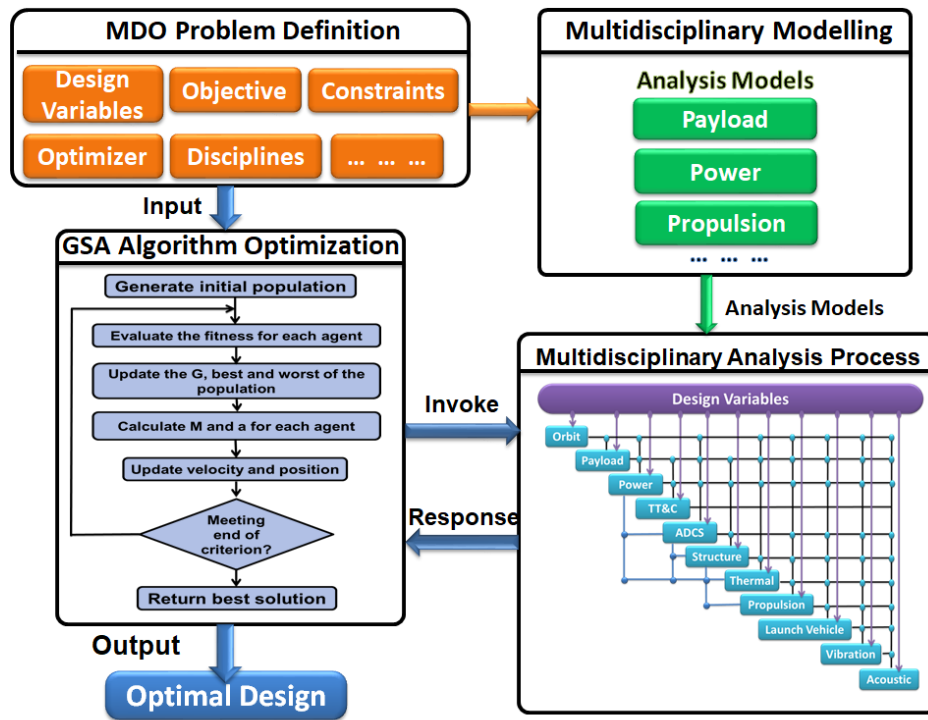 MDO Problem Definition
Design
Variables
Objective
Constraints
Optimizer
Disciplines
... ... ...
Multidisciplinary Modelling
Analysis Models
Payload
Power
Propulsion
... ... ...
Input
Analysis Models
GSA Algorithm Optimization
Generate initial population
Evaluate the fitness for each agent
Update the G, best and worst of the
population
Calculate M and a for each agent
Update velocity and position
Meeting
end of
criterion?
Return best solution
Invoke
Response
Multidisciplinary Analysis Process
Design Variables
Orbit
Payload
Power
TT&C
ADCS
Structure
Thermal
Propulsion
Launch Vehicle
Vibration
Acoustic
Output
Optimal Design